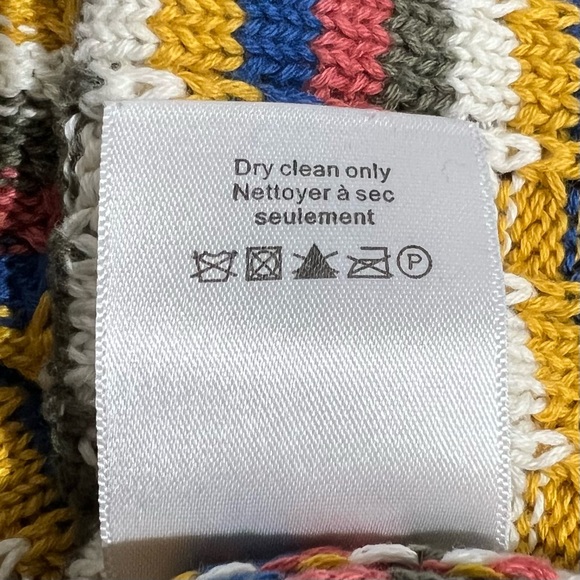 Dry clean only
Nettoyer à sec
seulement
P